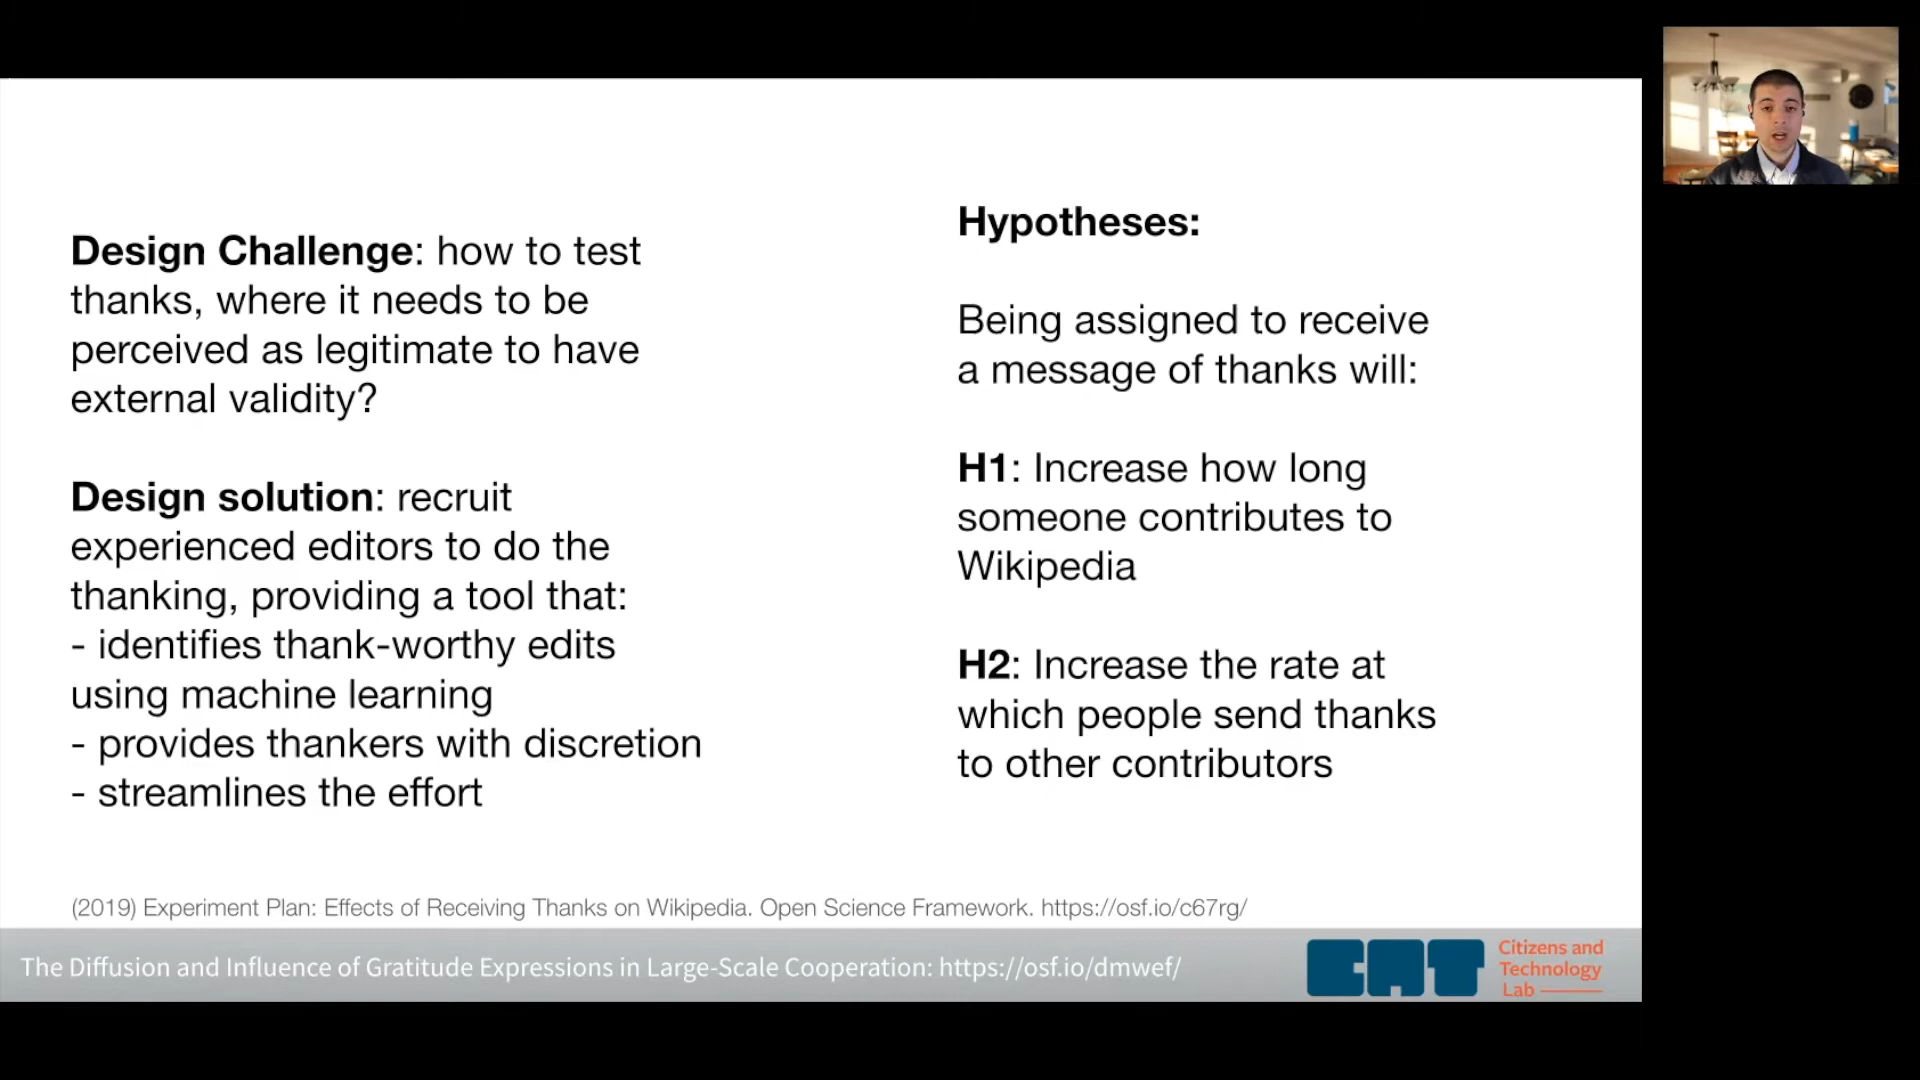 Design Challenge: how to test
thanks, where it needs to be
perceived as legitimate to have
external validity?
Design solution: recruit
experienced editors to do the
thanking, providing a tool that:
- identifies thank-worthy edits
using machine learning
- provides thankers with discretion
- streamlines the effort
Hypotheses:
Being assigned to receive
a message of thanks will:
H1: Increase how long
someone contributes to
Wikipedia
H2: Increase the rate at
which people send thanks
to other contributors
(2019) Experiment Plan: Effects of Receiving Thanks on Wikipedia. Open Science Framework. https://osf.io/c67rg/
The Diffusion and Influence of Gratitude Expressions in Large-Scale Cooperation: https://osf.io/dmwef/
CAT
Citizens and
Technology
Lab